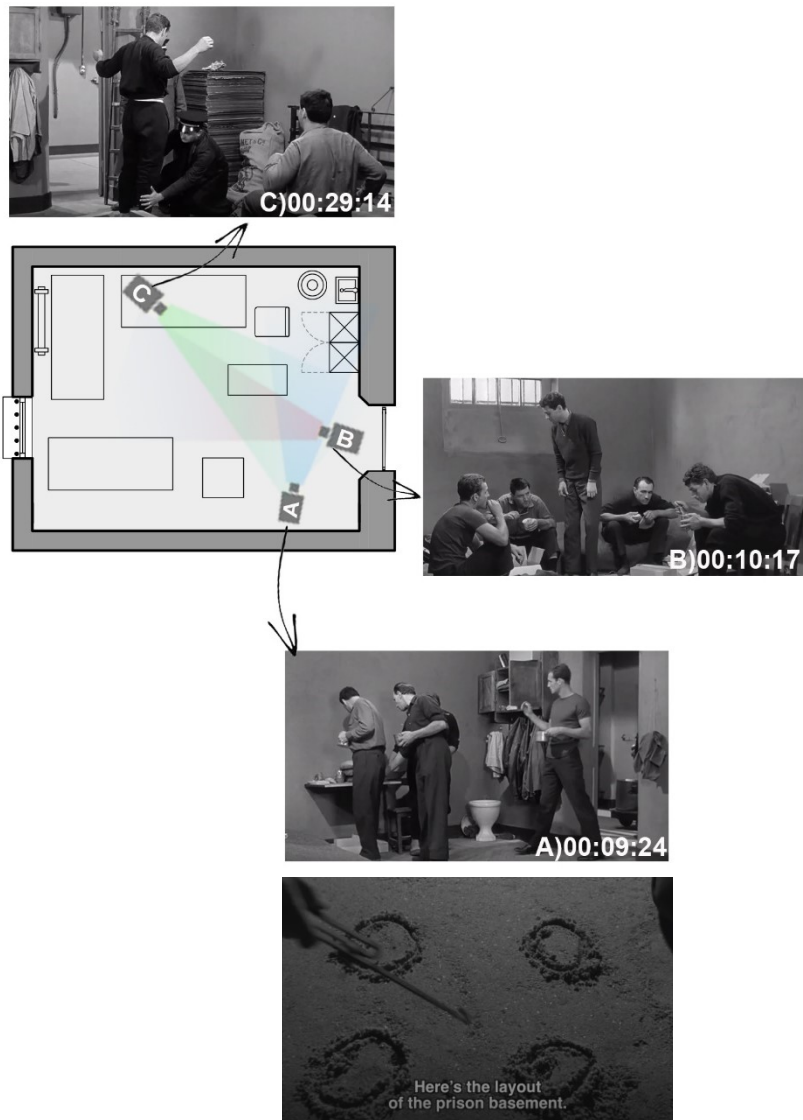 C)00:29:14
C
B
A
B)00:10:17
A)00:09:24
Here's the layout
of the prison basement.